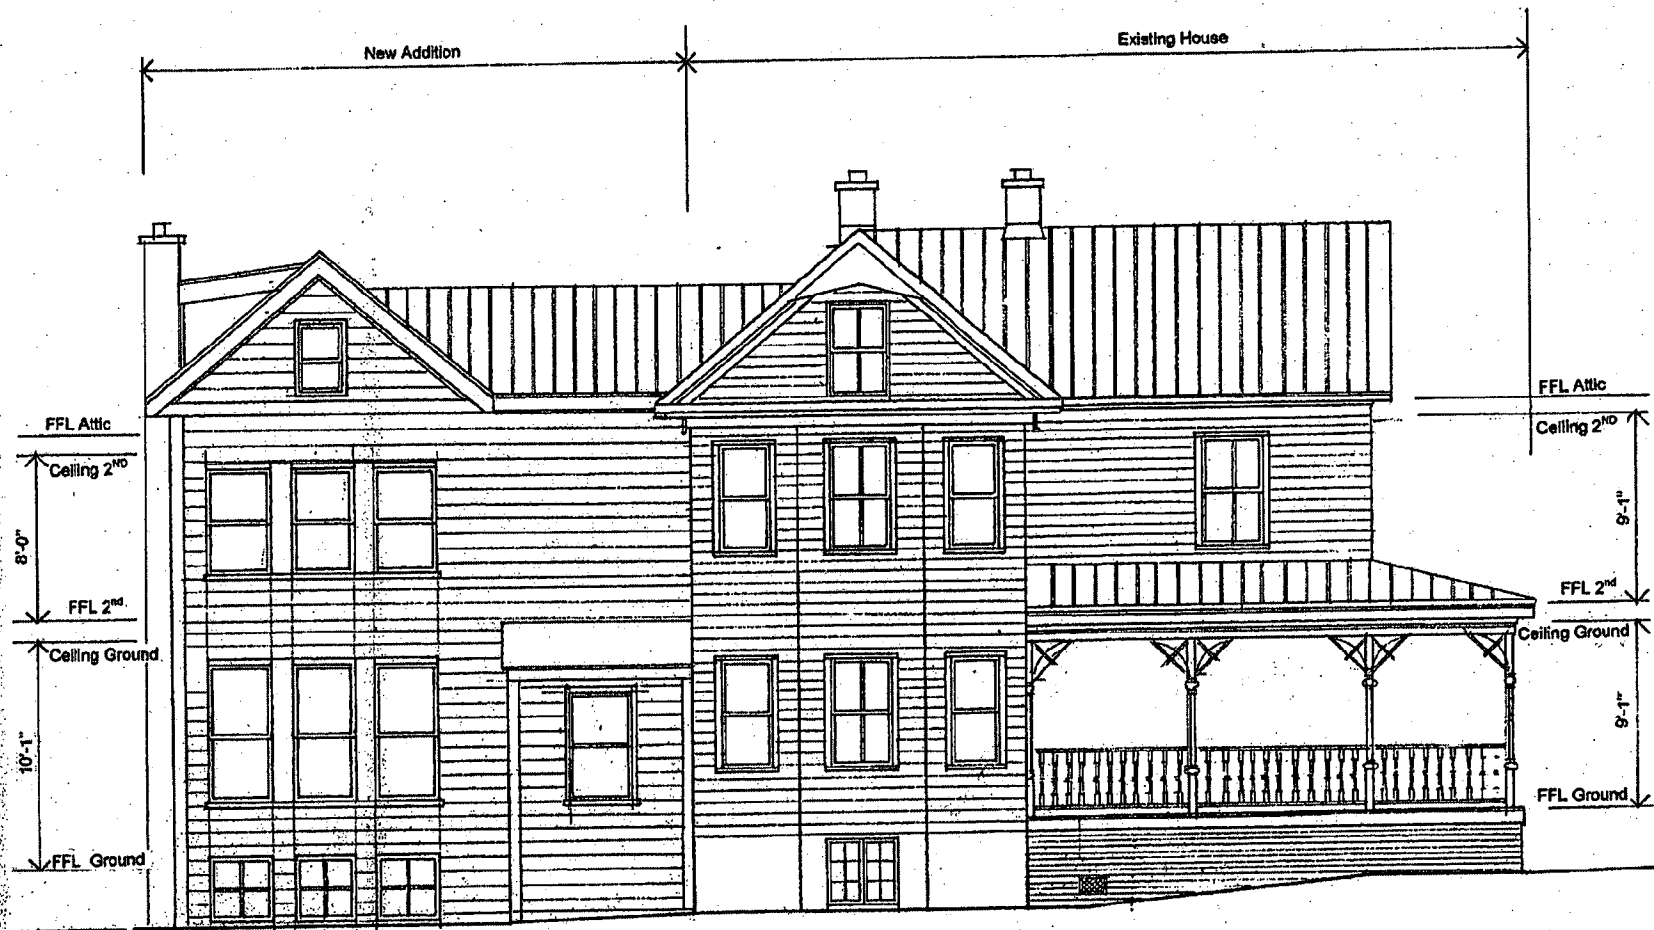 New Addition
Existing House
FFL Attic
Ceiling 2ND
8'-0"
FFL 2nd
Ceiling Ground
10'-1"
FFL Ground
FFL Attic
Ceiling 2ND
9'-1"
FFL 2nd
Ceiling Ground
9'-1"
FFL Ground